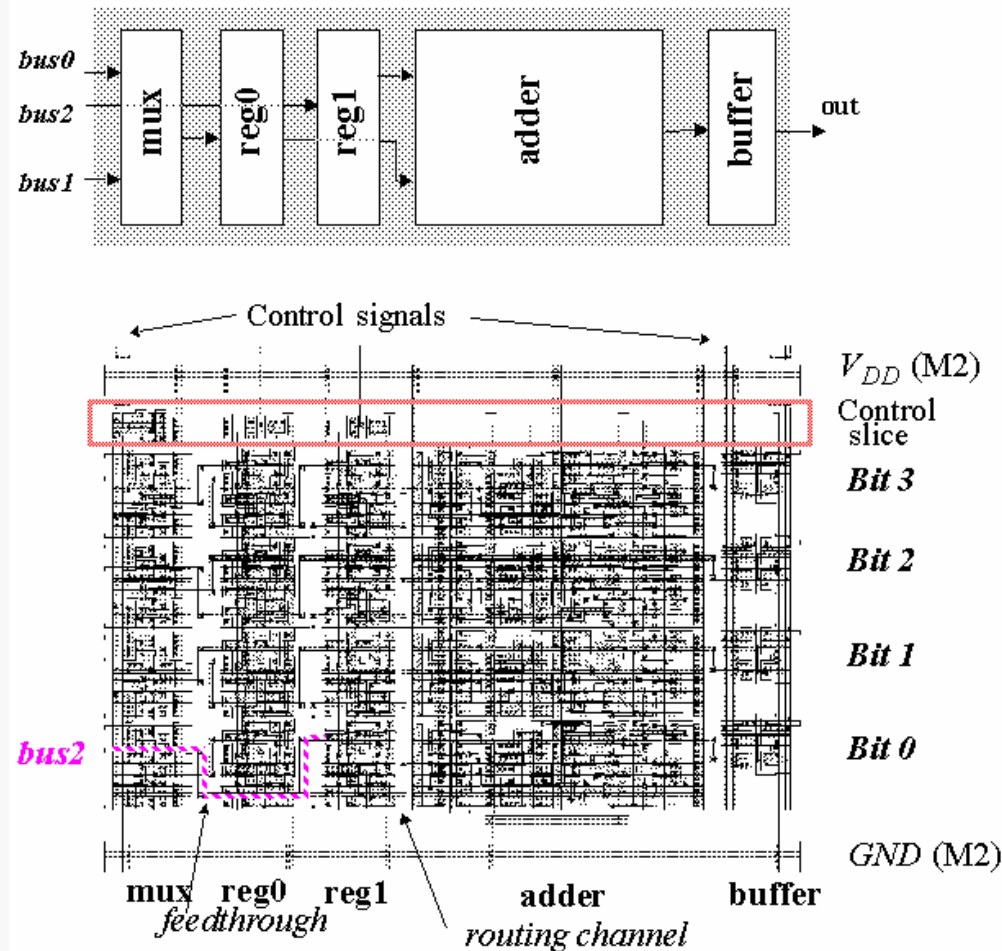 bus0
bus2
bus1
mux
reg0
reg1
adder
buffer
out
Control signals
V_DD (M2)
Control
slice
Bit 3
Bit 2
Bit 1
bus2
Bit 0
GND (M2)
mux reg0 reg1 adder buffer
feedthrough
routing channel